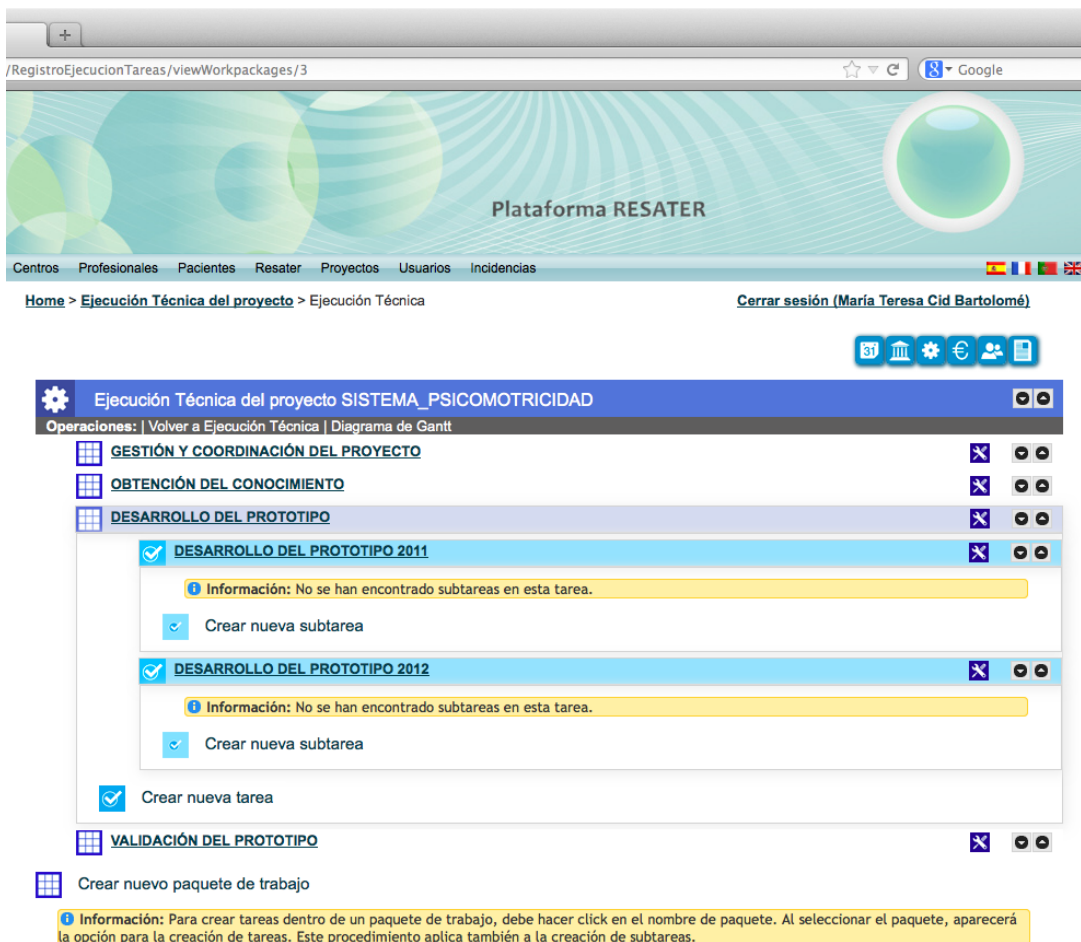 /RegistroEjecucionTareas/viewWorkpackages/3
Google
Plataforma RESATER
Centros Profesionales Pacientes Resater Proyectos Usuarios Incidencias
Home > Ejecución Técnica del proyecto > Ejecución Técnica
Cerrar sesión (María Teresa Cid Bartolomé)
Ejecución Técnica del proyecto SISTEMA_PSICOMOTRICIDAD
Operaciones: | Volver a Ejecución Técnica | Diagrama de Gantt
GESTIÓN Y COORDINACIÓN DEL PROYECTO
OBTENCIÓN DEL CONOCIMIENTO
DESARROLLO DEL PROTOTIPO
DESARROLLO DEL PROTOTIPO 2011
Información: No se han encontrado subtareas en esta tarea.
Crear nueva subtarea
DESARROLLO DEL PROTOTIPO 2012
Información: No se han encontrado subtareas en esta tarea.
Crear nueva subtarea
Crear nueva tarea
VALIDACIÓN DEL PROTOTIPO
Crear nuevo paquete de trabajo
Información: Para crear tareas dentro de un paquete de trabajo, debe hacer click en el nombre de paquete. Al seleccionar el paquete, aparecerá
la opción para la creación de tareas. Este procedimiento aplica también a la creación de subtareas.